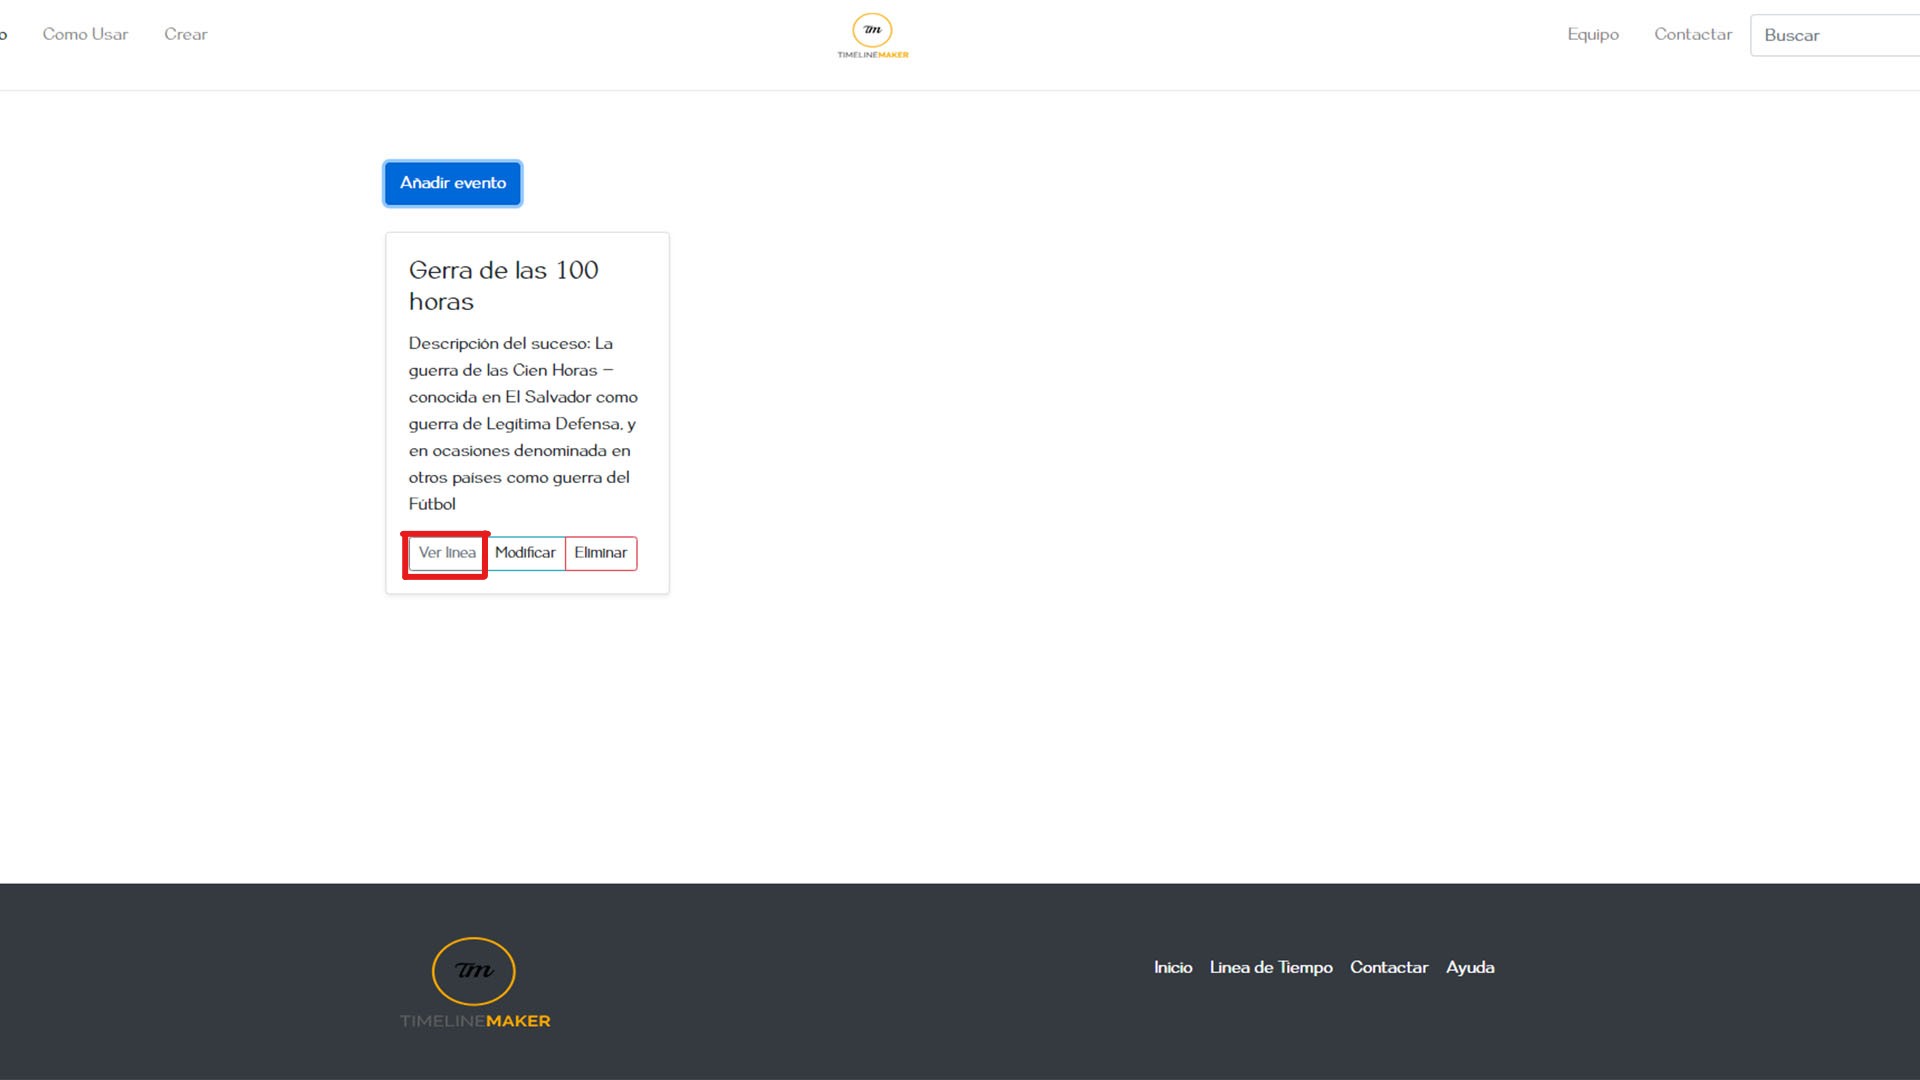 o Como Usar Crear
tm
TIMELINEMAKER
Equipo Contactar Buscar
Añadir evento
Gerra de las 100
horas
Descripción del suceso: La
guerra de las Cien Horas —
conocida en El Salvador como
guerra de Legítima Defensa, y
en ocasiones denominada en
otros países como guerra del
Fútbol
Ver linea Modificar Eliminar
tm
TIMELINEMAKER
Inicio Linea de Tiempo Contactar Ayuda